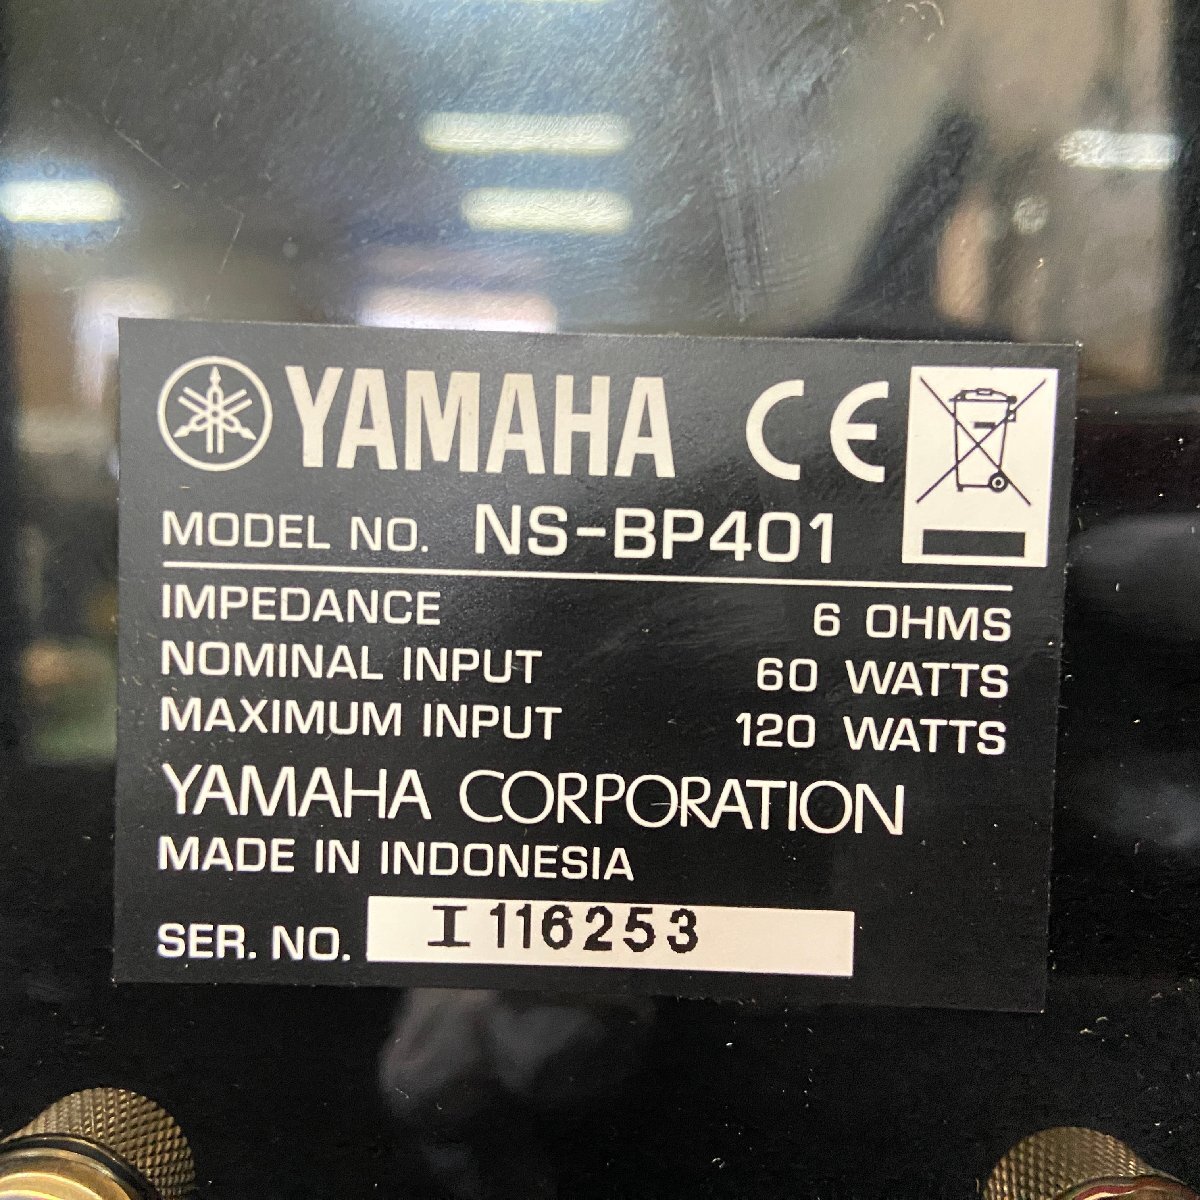 YAMAHA CE
MODEL NO. NS-BP401
IMPEDANCE 6 OHMS
NOMINAL INPUT 60 WATTS
MAXIMUM INPUT 120 WATTS
YAMAHA CORPORATION
MADE IN INDONESIA
SER. NO. I116253